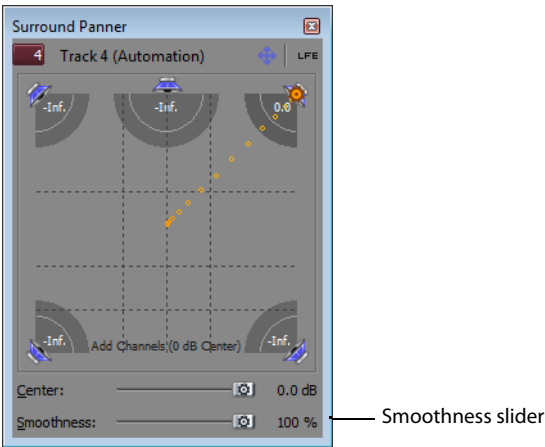 Surround Panner
4 Track 4 (Automation) LFE
-Inf. -Inf. 0.0
-Inf. Add Channels (0 dB Center) -Inf.
Center: 0.0 dB
Smoothness: 100 % Smoothness slider